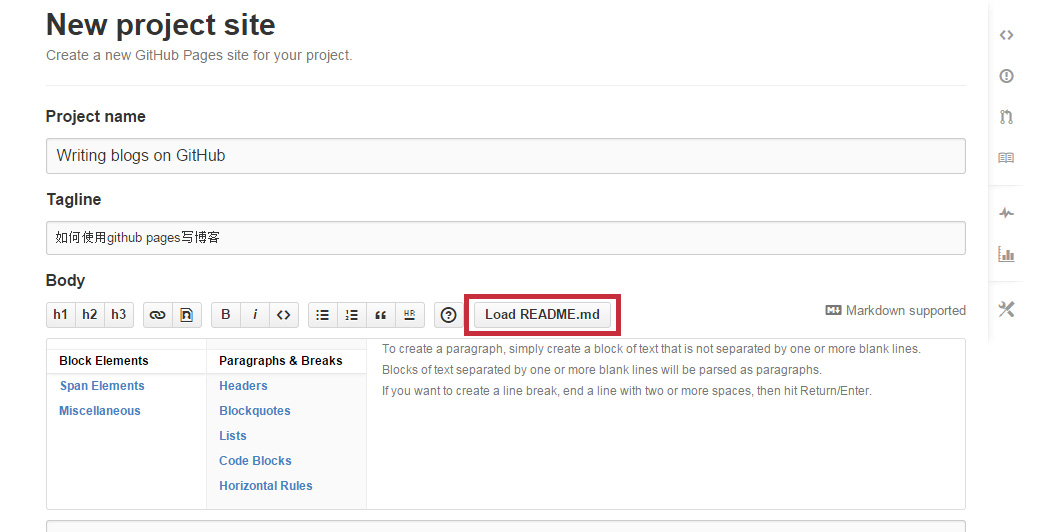 New project site
Create a new GitHub Pages site for your project.
Project name
Writing blogs on GitHub
Tagline
如何使用github pages写博客
Body
h1 h2 h3 B i <> “ HR ? Load README.md Markdown supported
Block Elements
Span Elements
Miscellaneous
Paragraphs & Breaks
Headers
Blockquotes
Lists
Code Blocks
Horizontal Rules
To create a paragraph, simply create a block of text that is not separated by one or more blank lines.
Blocks of text separated by one or more blank lines will be parsed as paragraphs.
If you want to create a line break, end a line with two or more spaces, then hit Return/Enter.